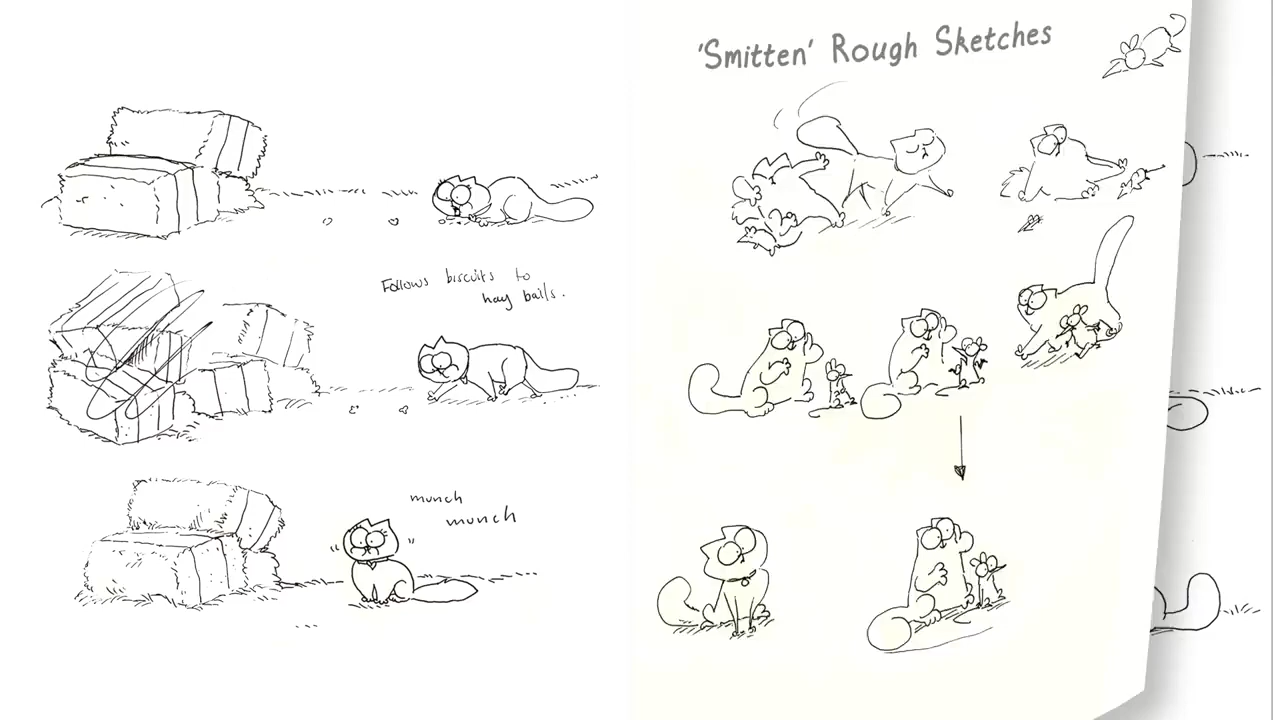 'Smitten' Rough Sketches
Follows biscuits to
hay bails.
munch
munch